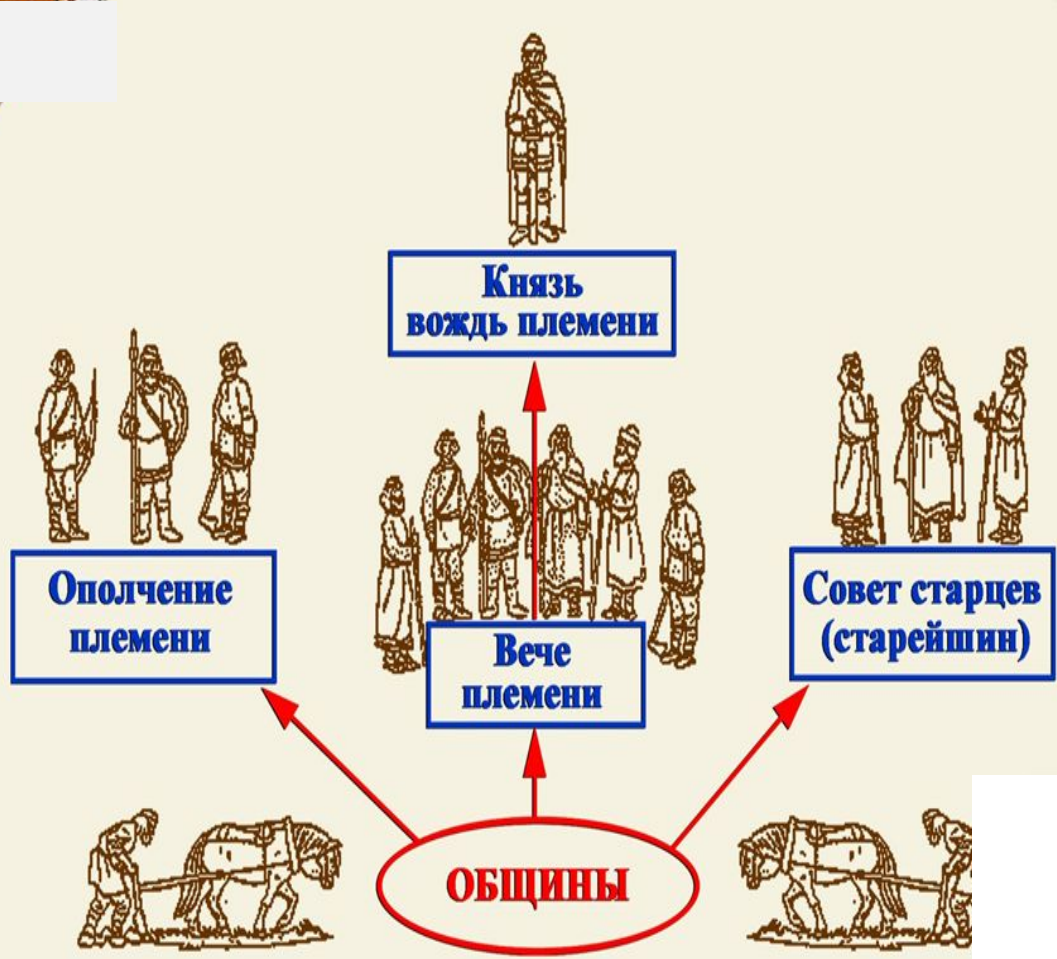 Князь
вождь племени
Ополчение
племени
Вече
племени
Совет старцев
(старейшин)
ОБЩИНЫ